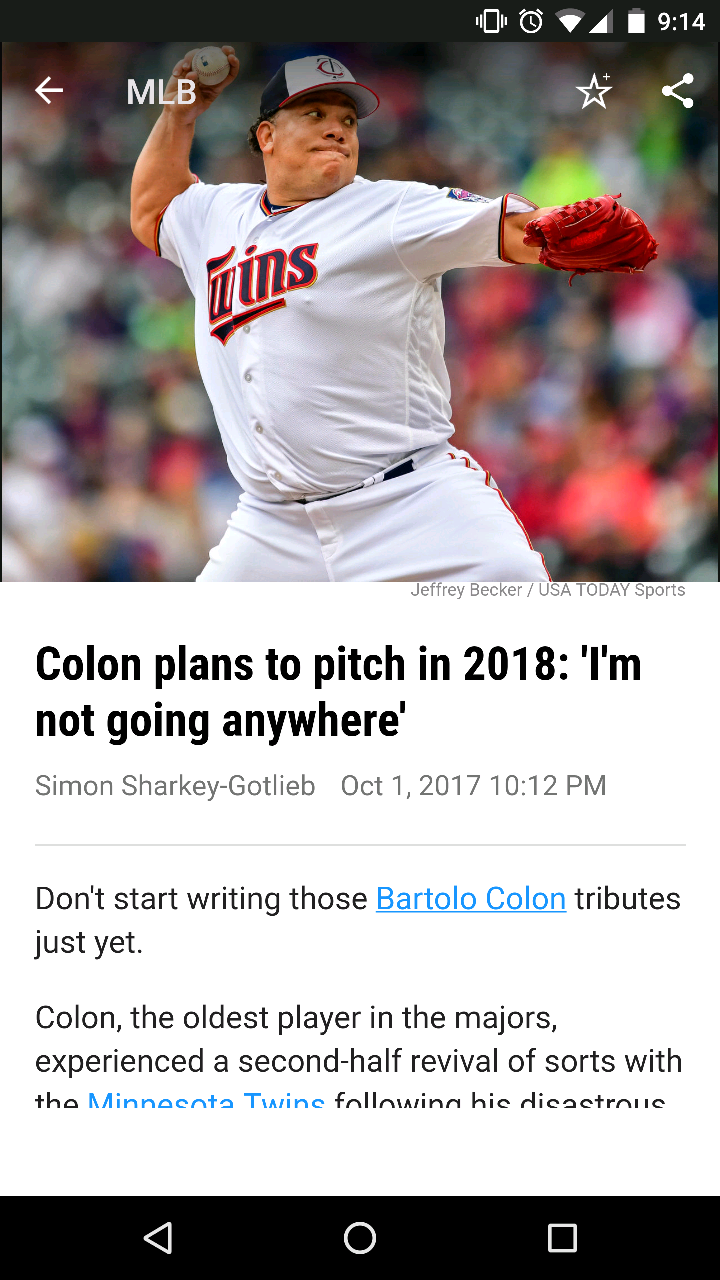 9:14
MLB
Twins
Jeffrey Becker / USA TODAY Sports
Colon plans to pitch in 2018: 'I'm
not going anywhere'
Simon Sharkey-Gotlieb Oct 1, 2017 10:12 PM
Don't start writing those Bartolo Colon tributes
just yet.
Colon, the oldest player in the majors,
experienced a second-half revival of sorts with
the Minnesota Twins following his disastrous